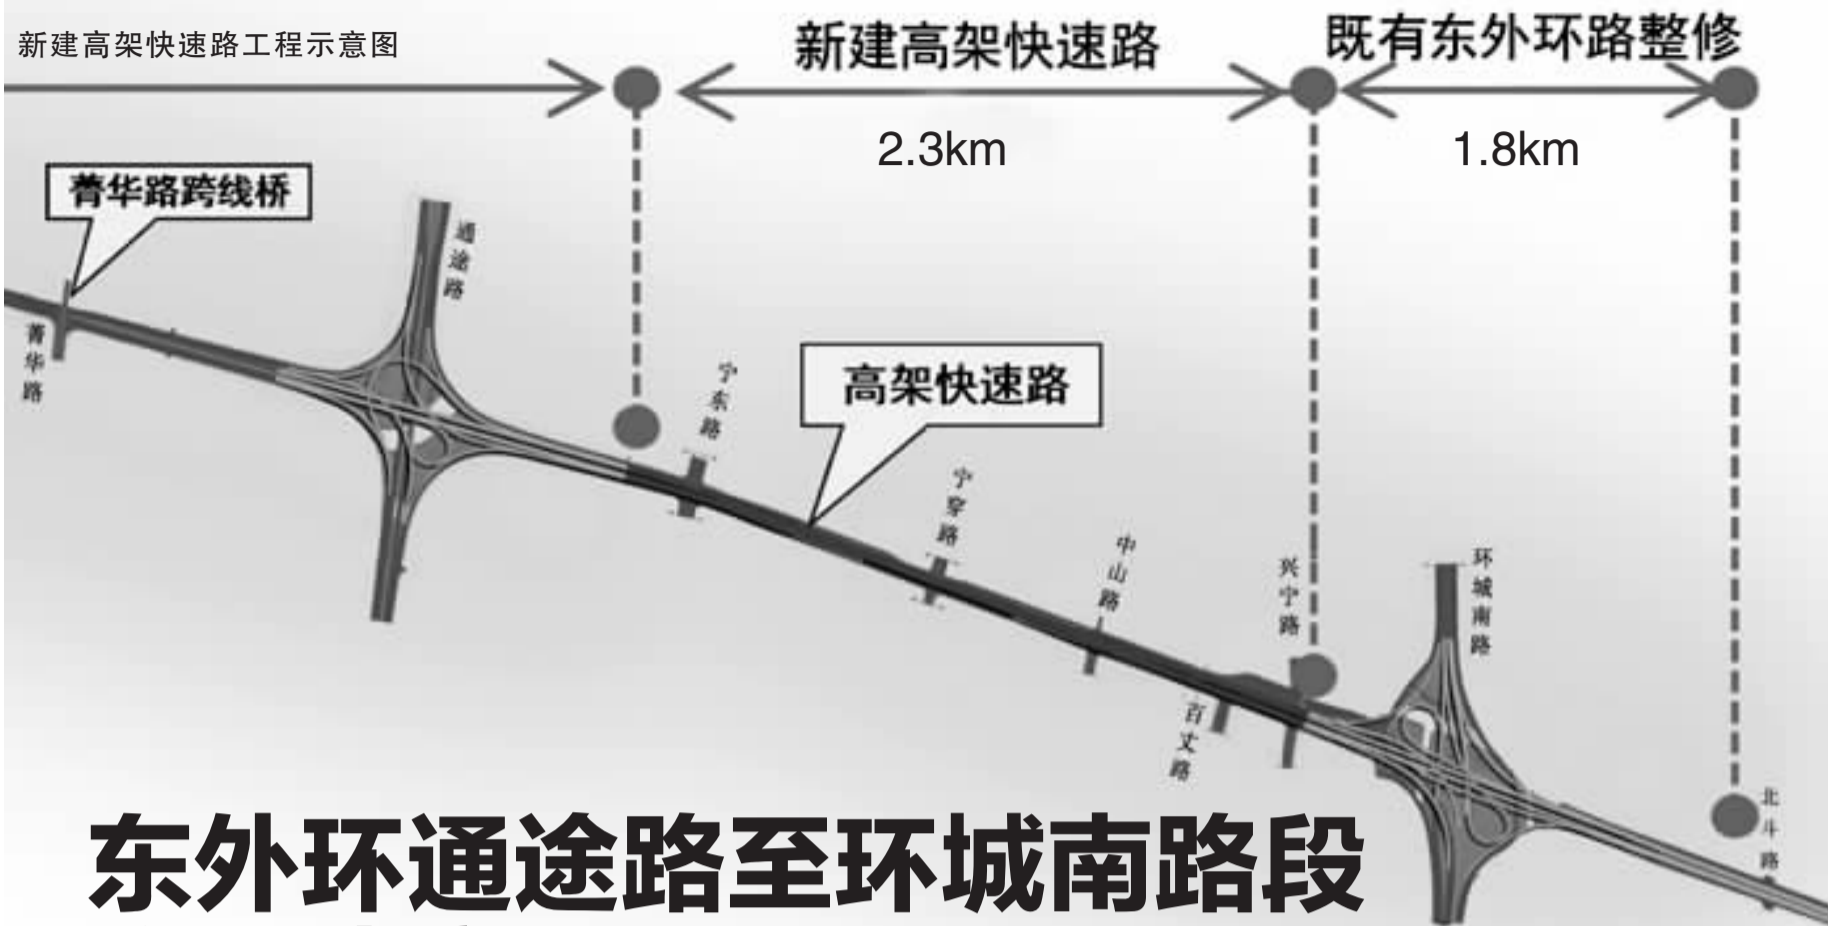 新建高架快速路工程示意图
新建高架快速路
既有东外环路整修
2.3km
1.8km
菁华路跨线桥
通途路
菁华路
高架快速路
宁东路
宁穿路
中山路
兴宁路
环城南路
百丈路
北斗路
东外环通途路至环城南路段